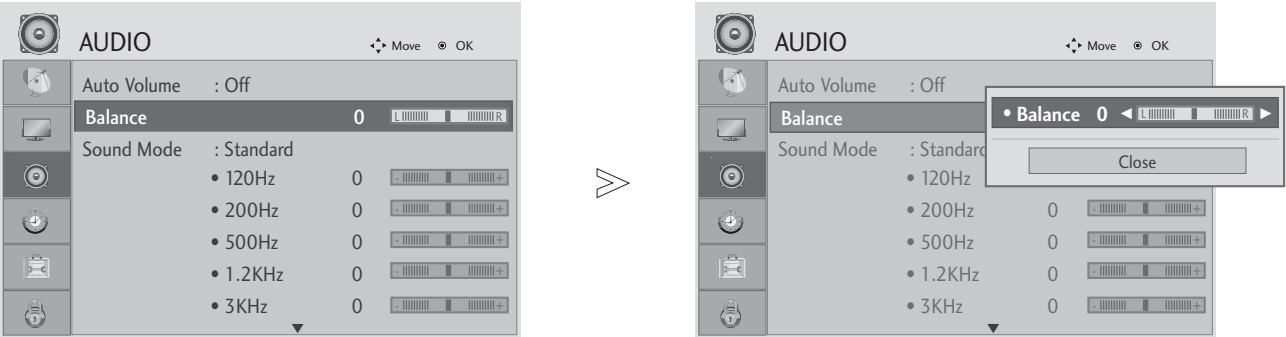 AUDIO Move OK
Auto Volume : Off
Balance 0 L R
Sound Mode : Standard
• 120Hz 0 - +
• 200Hz 0 - +
• 500Hz 0 - +
• 1.2KHz 0 - +
• 3KHz 0 - +
AUDIO Move OK
Auto Volume : Off
Balance
• Balance 0 L R
Close
Sound Mode : Standard
• 120Hz
• 200Hz 0 - +
• 500Hz 0 - +
• 1.2KHz 0 - +
• 3KHz 0 - +